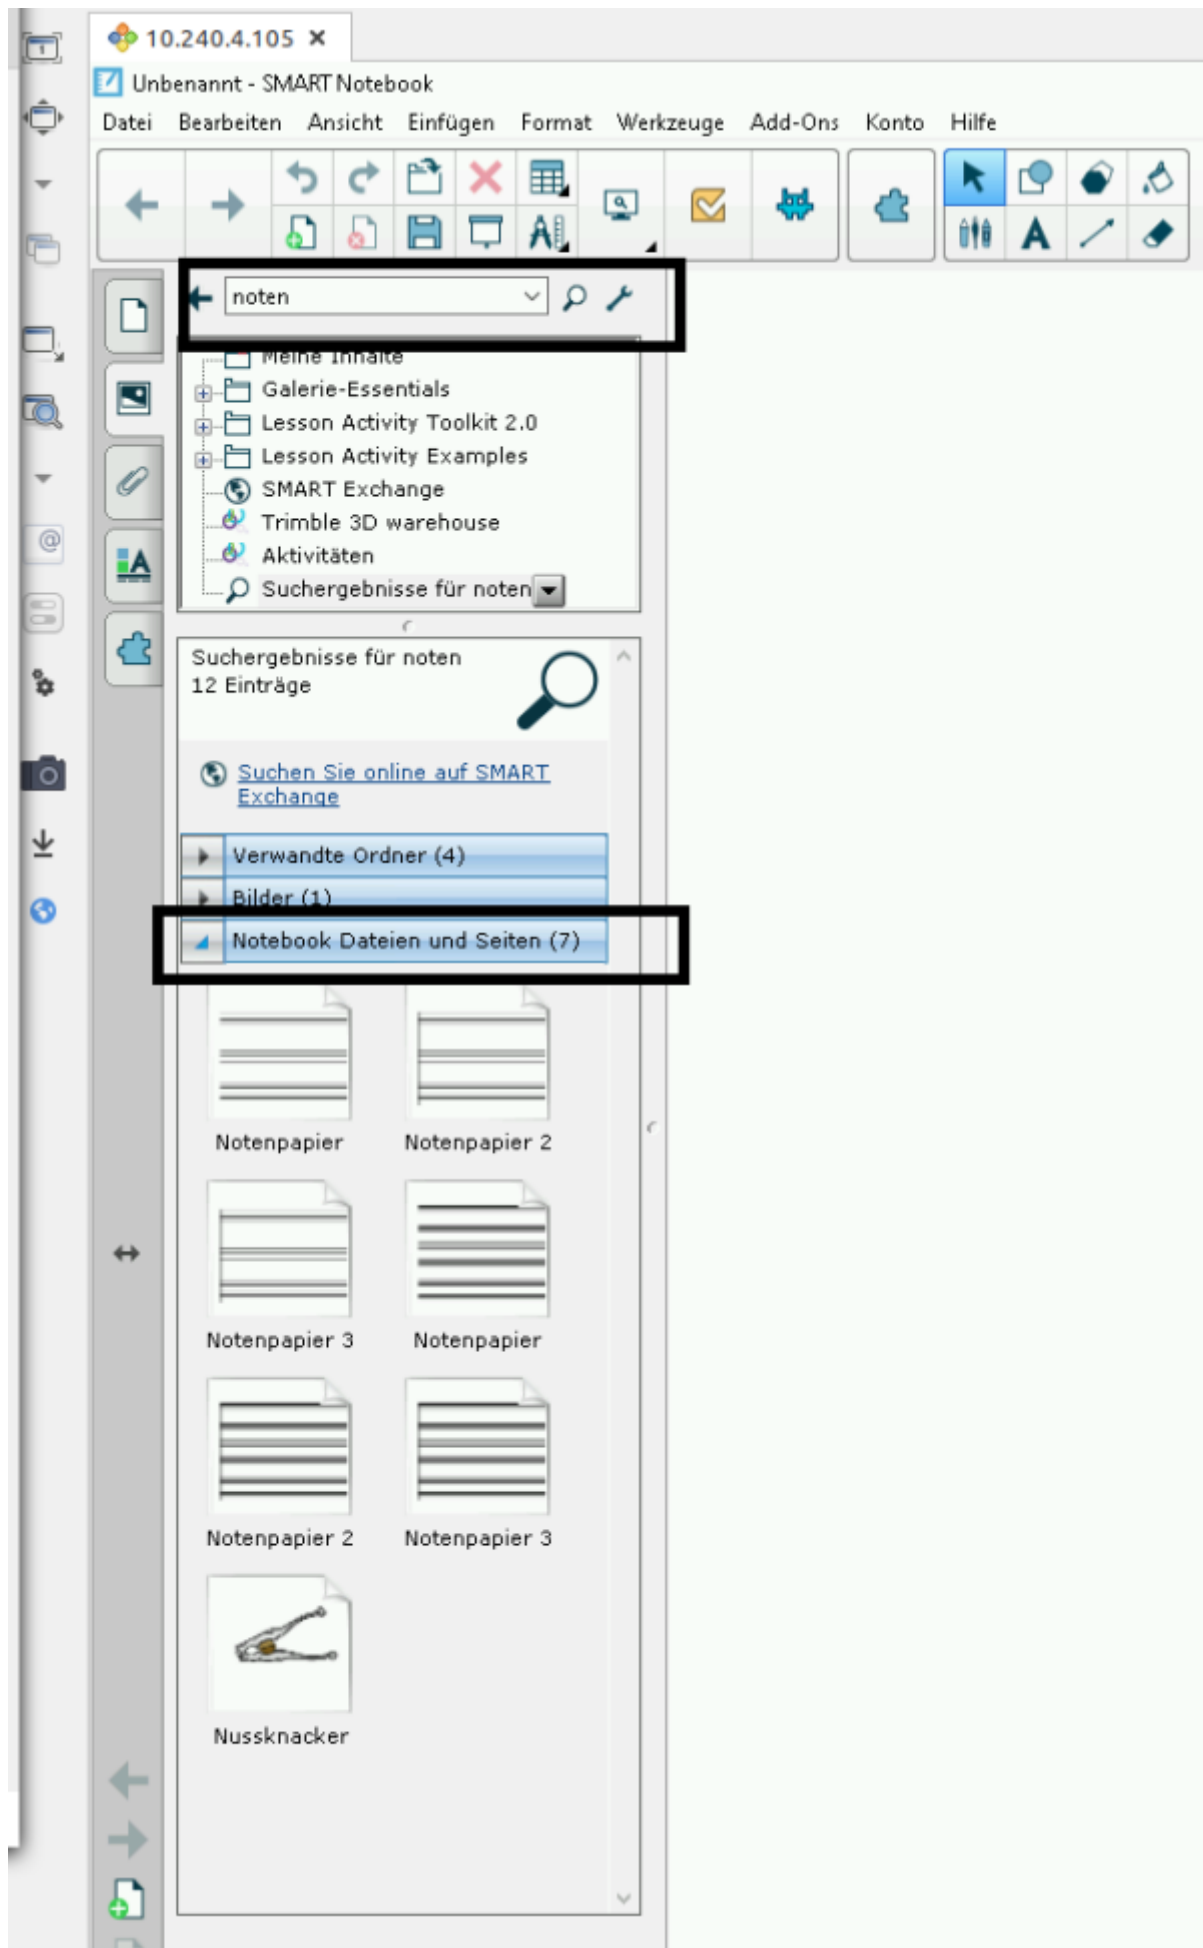 10.240.4.105
Unbenannt - SMART Notebook
Datei Bearbeiten Ansicht Einfügen Format Werkzeuge Add-Ons Konto Hilfe
noten
Meine Inhalte
Galerie-Essentials
Lesson Activity Toolkit 2.0
Lesson Activity Examples
SMART Exchange
Trimble 3D warehouse
Aktivitäten
Suchergebnisse für noten
Suchergebnisse für noten
12 Einträge
Suchen Sie online auf SMART
Exchange
Verwandte Ordner (4)
Bilder (1)
Notebook Dateien und Seiten (7)
Notenpapier Notenpapier 2
Notenpapier 3 Notenpapier
Notenpapier 2 Notenpapier 3
Nussknacker